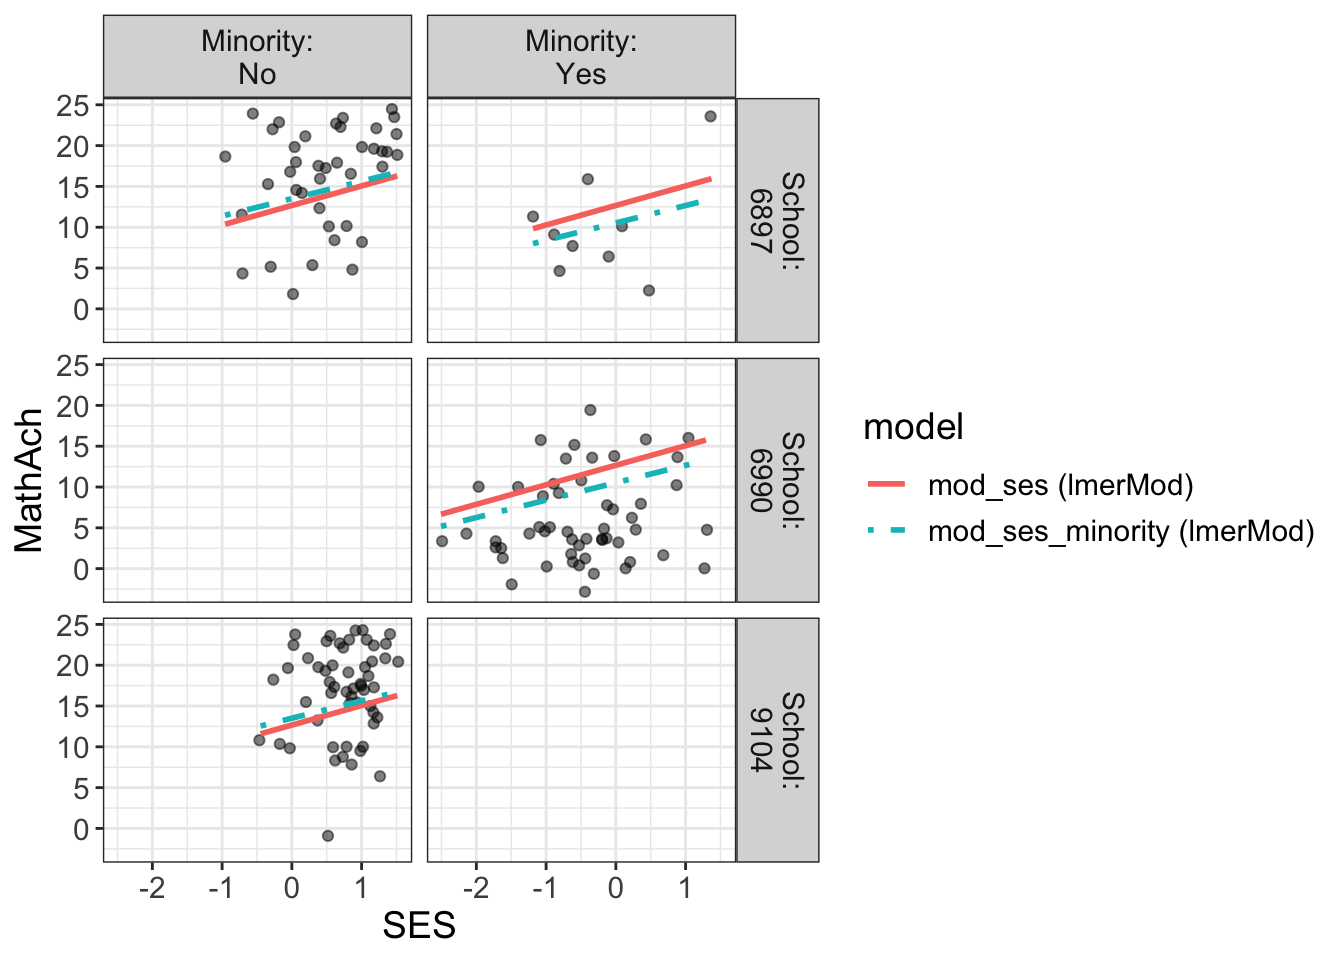 Minority:
No
Minority:
Yes
25
20
15
10
5
0
School:
6897
25
20
15
10
5
0
School:
6990
25
20
15
10
5
0
School:
9104
-2 -1 0 1
-2 -1 0 1
SES
MathAch
model
mod_ses (lmerMod)
mod_ses_minority (lmerMod)